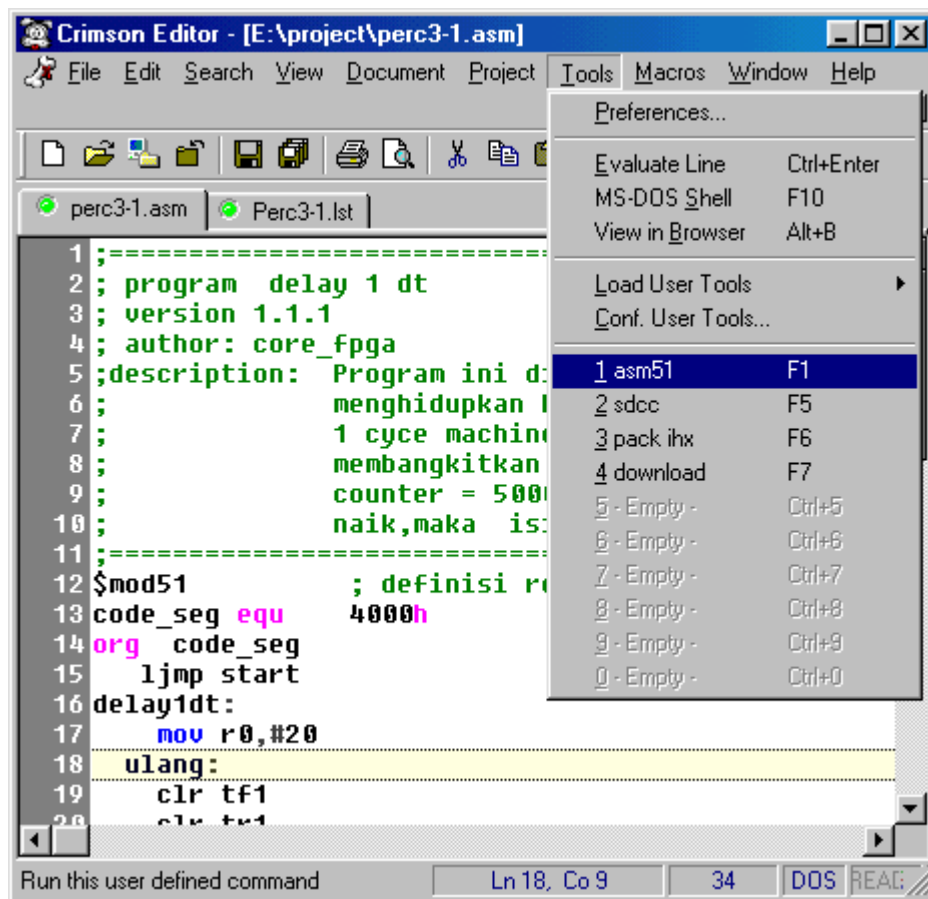 Crimson Editor - [E:\project\perc3-1.asm]
File Edit Search View Document Project Tools Macros Window Help
perc3-1.asm Perc3-1.lst
Preferences...
Evaluate Line Ctrl+Enter
MS-DOS Shell F10
View in Browser Alt+B
Load User Tools
Conf. User Tools...
1 asm51 F1
2 sdcc F5
3 pack ihx F6
4 download F7
5 - Empty - Ctrl+5
6 - Empty - Ctrl+6
7 - Empty - Ctrl+7
8 - Empty - Ctrl+8
9 - Empty - Ctrl+9
0 - Empty - Ctrl+0
1 ;============================
2 ; program  delay 1 dt
3 ; version 1.1.1
4 ; author: core_fpga
5 ;description:  Program ini
6 ;              menghidupkan
7 ;              1 cyce machine
8 ;              membangkitkan
9 ;              counter =
10 ;              naik,maka
11 ;============================
12 $mod51          ; definisi
13 code_seg equ    4000h
14 org  code_seg
15    ljmp start
16 delay1dt:
17     mov r0,#20
18   ulang:
19     clr tf1
20     clr tr1
Run this user defined command Ln 18, Co 9 34 DOS READ